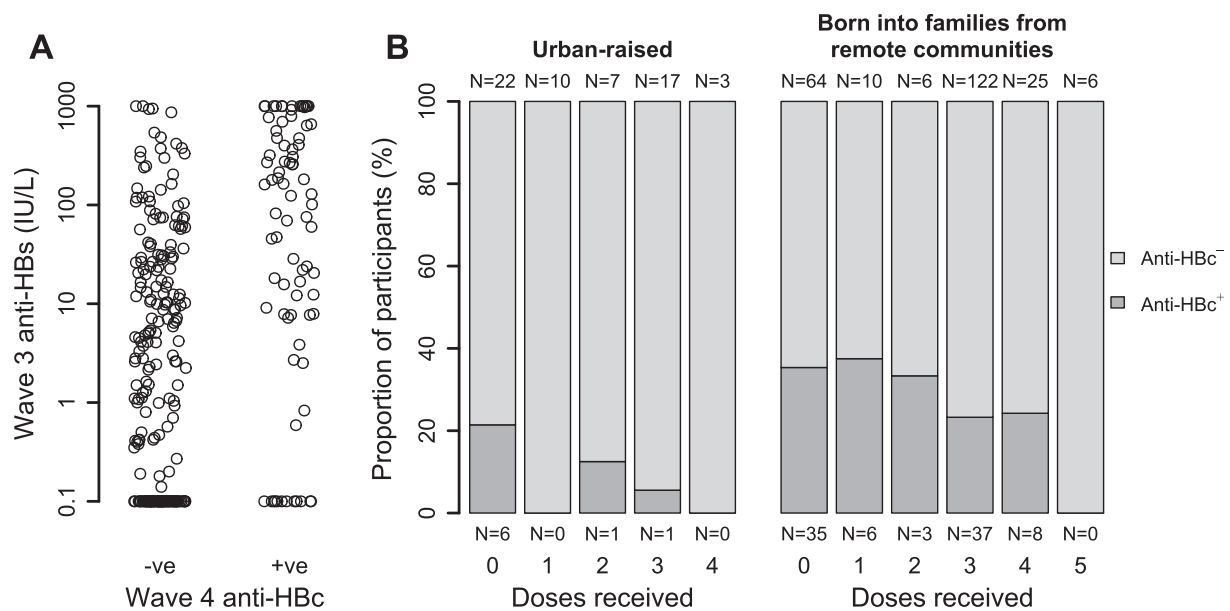 A
Wave 3 anti-HBs (IU/L)
1000
100
10
1
0.1
-ve +ve
Wave 4 anti-HBc
B
Urban-raised
Born into families from
remote communities
N=22 N=10 N=7 N=17 N=3
N=64 N=10 N=6 N=122 N=25 N=6
Proportion of participants (%)
100
80
60
40
20
0
N=6 N=0 N=1 N=1 N=0
N=35 N=6 N=3 N=37 N=8 N=0
0 1 2 3 4
0 1 2 3 4 5
Doses received
Doses received
Anti-HBc⁻
Anti-HBc⁺